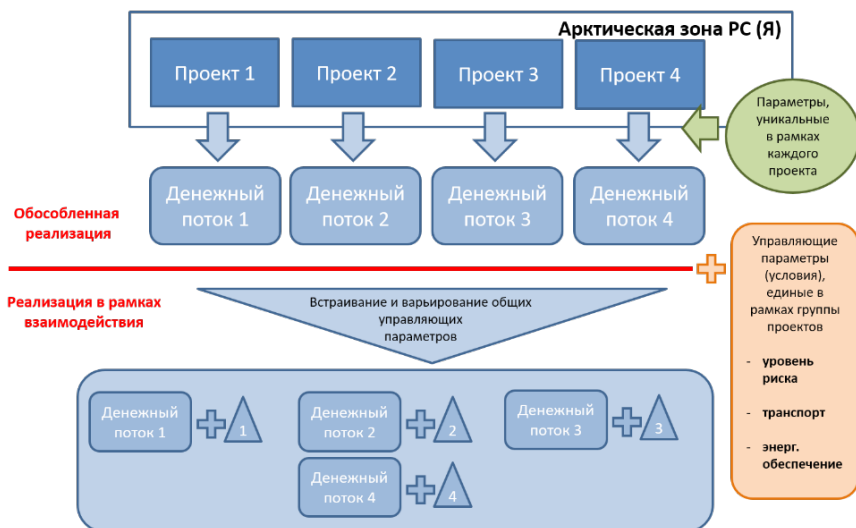 Арктическая зона РС (Я)
Проект 1
Проект 2
Проект 3
Проект 4
Параметры,
уникальные
в рамках
каждого
проекта
Денежный
поток 1
Денежный
поток 2
Денежный
поток 3
Денежный
поток 4
Обособленная
реализация
Управляющие
параметры
(условия),
единые в
рамках группы
проектов
- уровень
риска
- транспорт
- энерг.
обеспечение
Реализация в рамках
взаимодействия
Встраивание и варьирование общих
управляющих
параметров
Денежный
поток 1
1
Денежный
поток 2
2
Денежный
поток 3
3
Денежный
поток 4
4